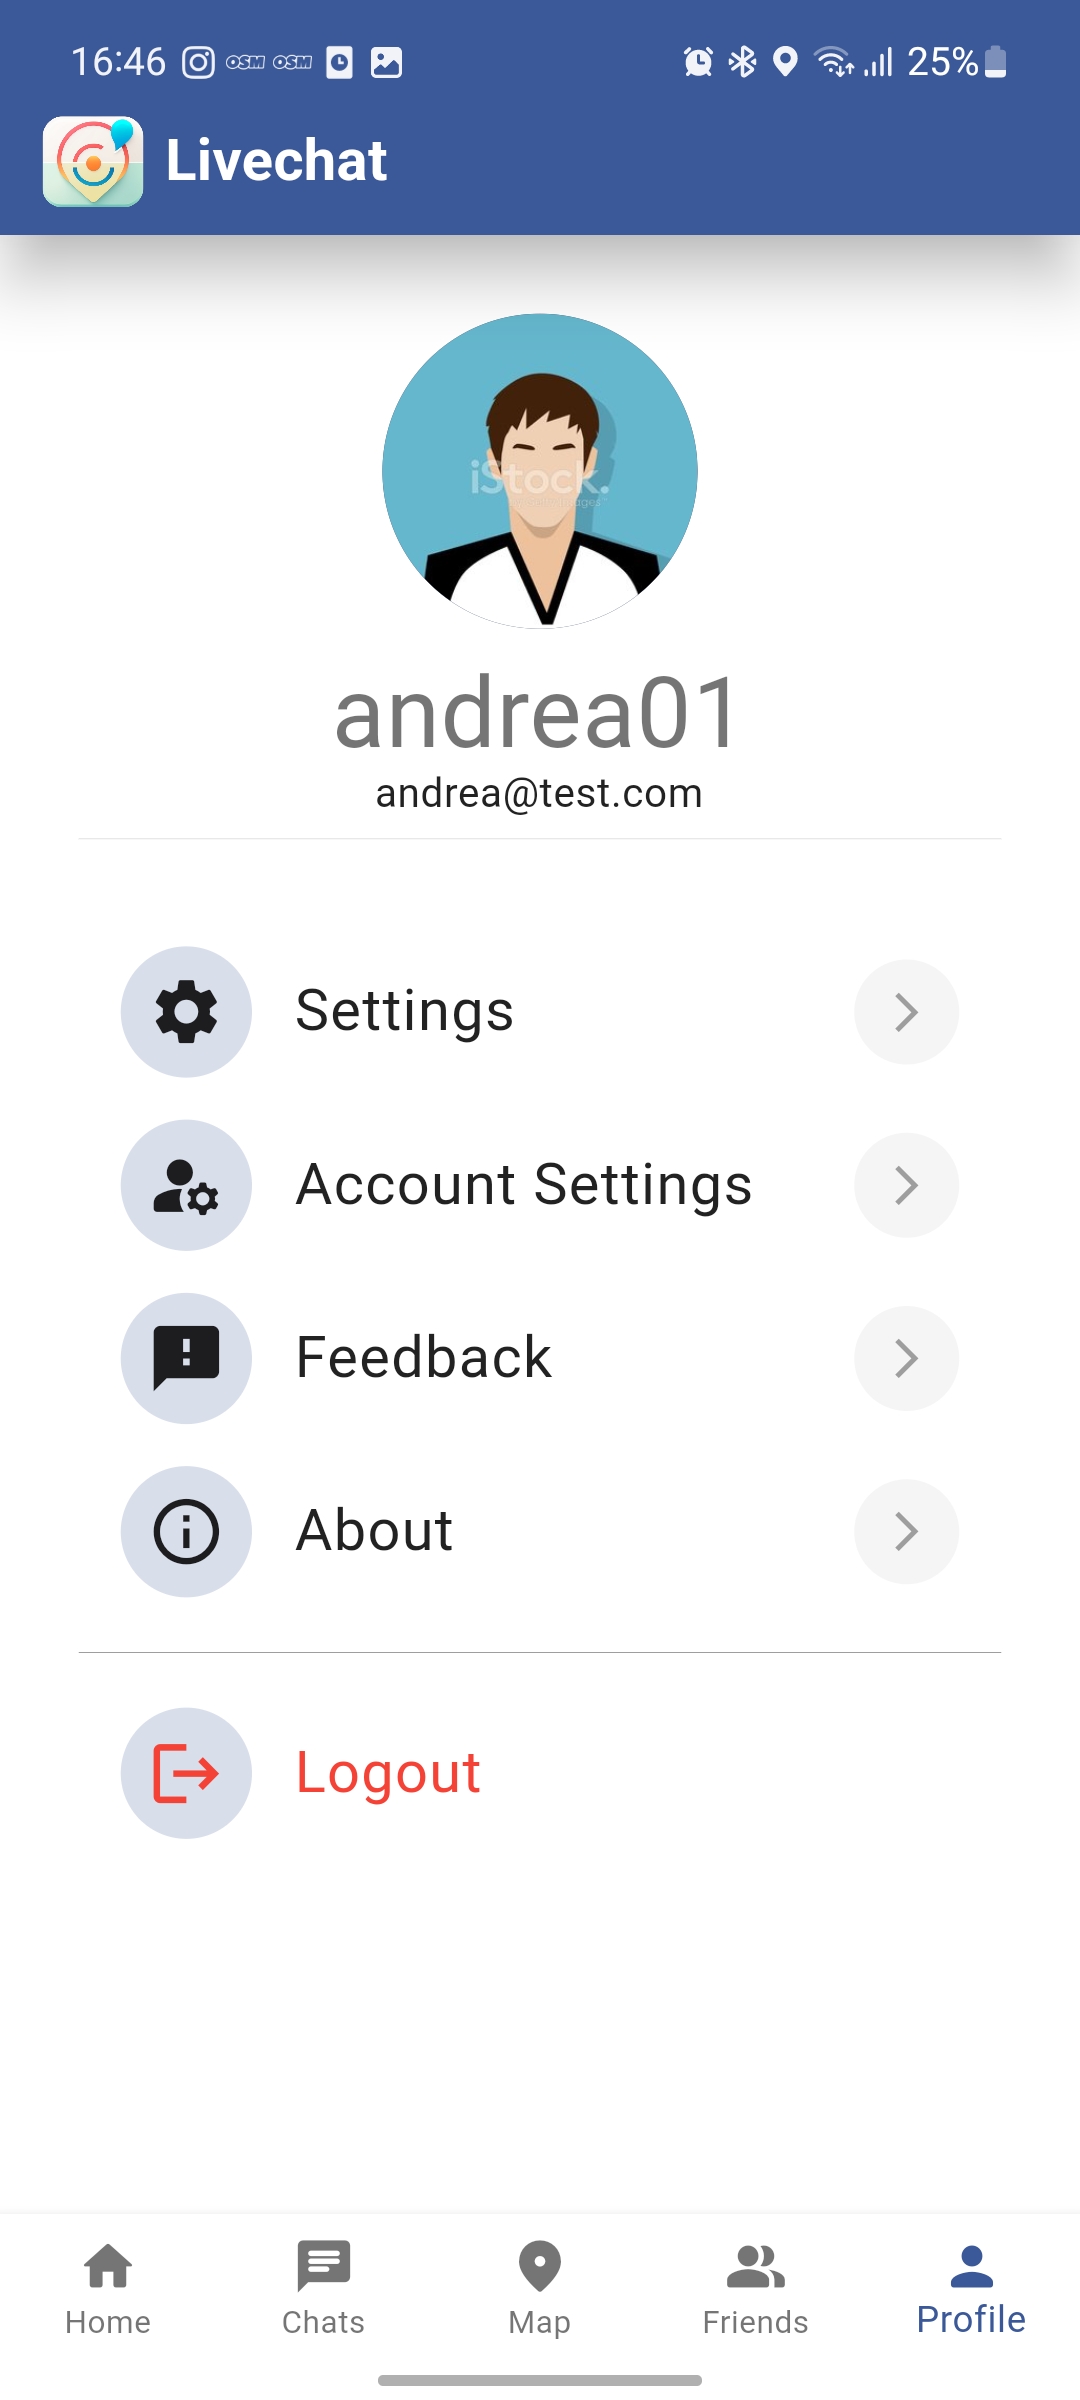 16:46 OSM OSM 25%
Livechat
iStock.
andrea01
andrea@test.com
Settings
Account Settings
Feedback
About
Logout
Home Chats Map Friends Profile